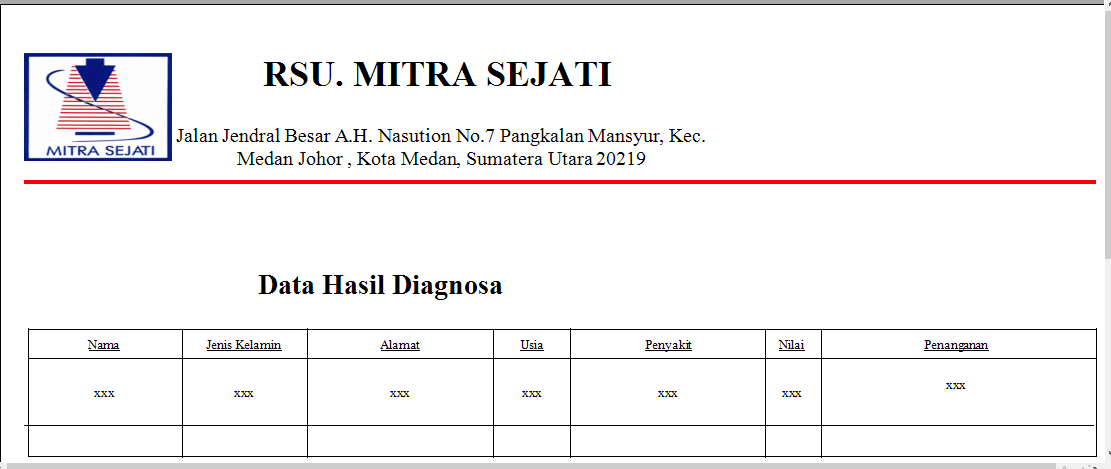 RSU. MITRA SEJATI
MITRA SEJATI
Jalan Jendral Besar A.H. Nasution No.7 Pangkalan Mansyur, Kec.
Medan Johor , Kota Medan, Sumatera Utara 20219
Data Hasil Diagnosa
Nama Jenis Kelamin Alamat Usia Penyakit Nilai Penanganan
xxx xxx xxx xxx xxx xxx xxx